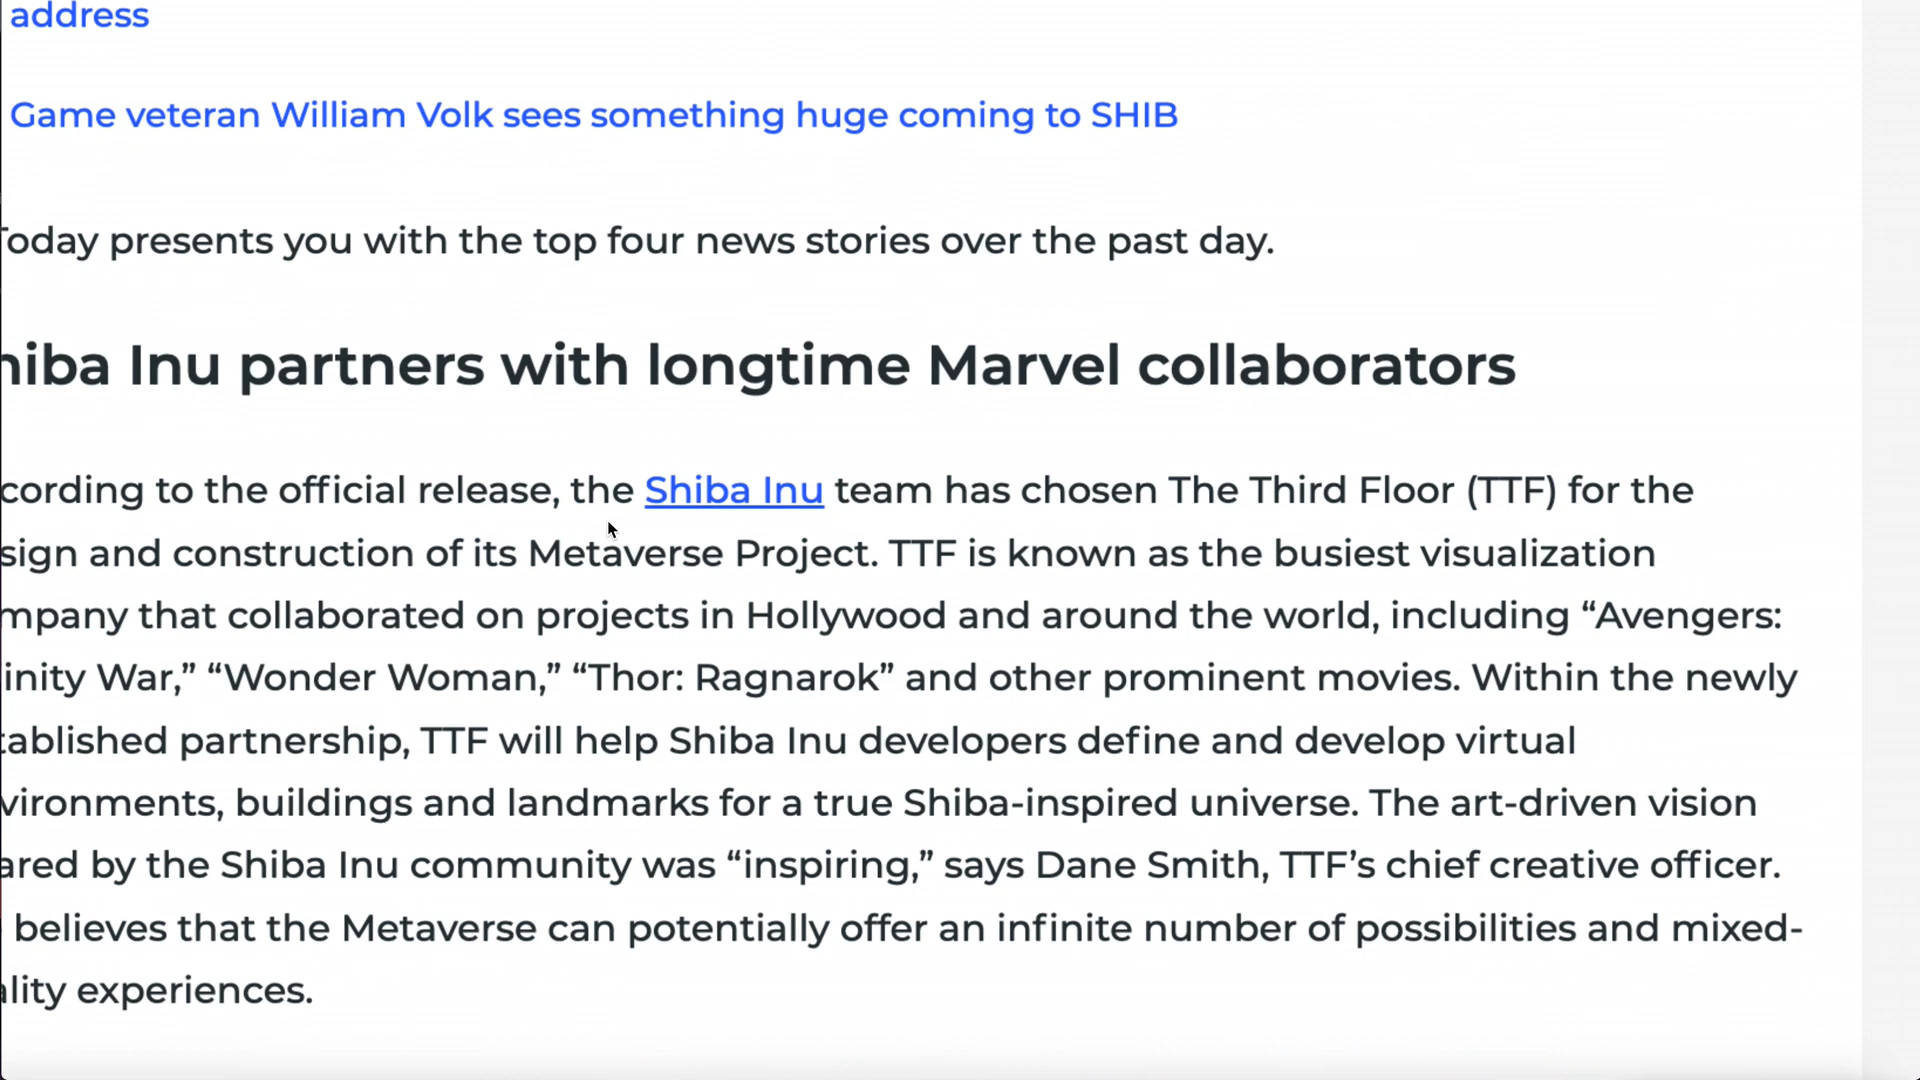 address
Game veteran William Volk sees something huge coming to SHIB
Today presents you with the top four news stories over the past day.
hiba Inu partners with longtime Marvel collaborators
cording to the official release, the Shiba Inu team has chosen The Third Floor (TTF) for the
sign and construction of its Metaverse Project. TTF is known as the busiest visualization
mpany that collaborated on projects in Hollywood and around the world, including “Avengers:
inity War,” “Wonder Woman,” “Thor: Ragnarok” and other prominent movies. Within the newly
tablished partnership, TTF will help Shiba Inu developers define and develop virtual
vironments, buildings and landmarks for a true Shiba-inspired universe. The art-driven vision
ared by the Shiba Inu community was “inspiring,” says Dane Smith, TTF’s chief creative officer.
believes that the Metaverse can potentially offer an infinite number of possibilities and mixed-
ality experiences.